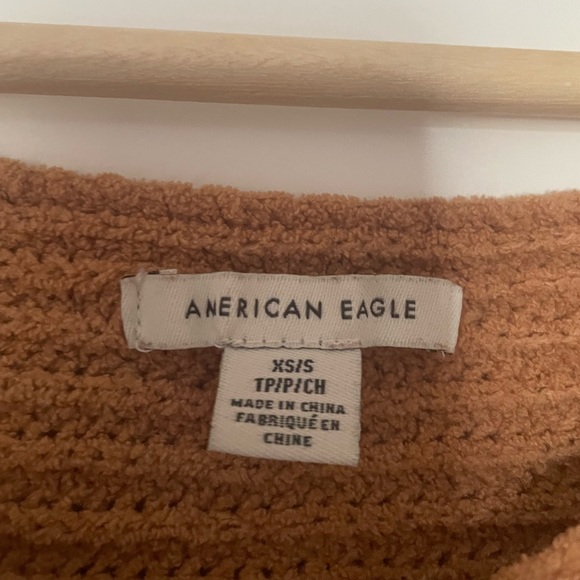 AMERICAN EAGLE
XS/S
TP/P/CH
MADE IN CHINA
FABRIQUÉ EN
CHINE